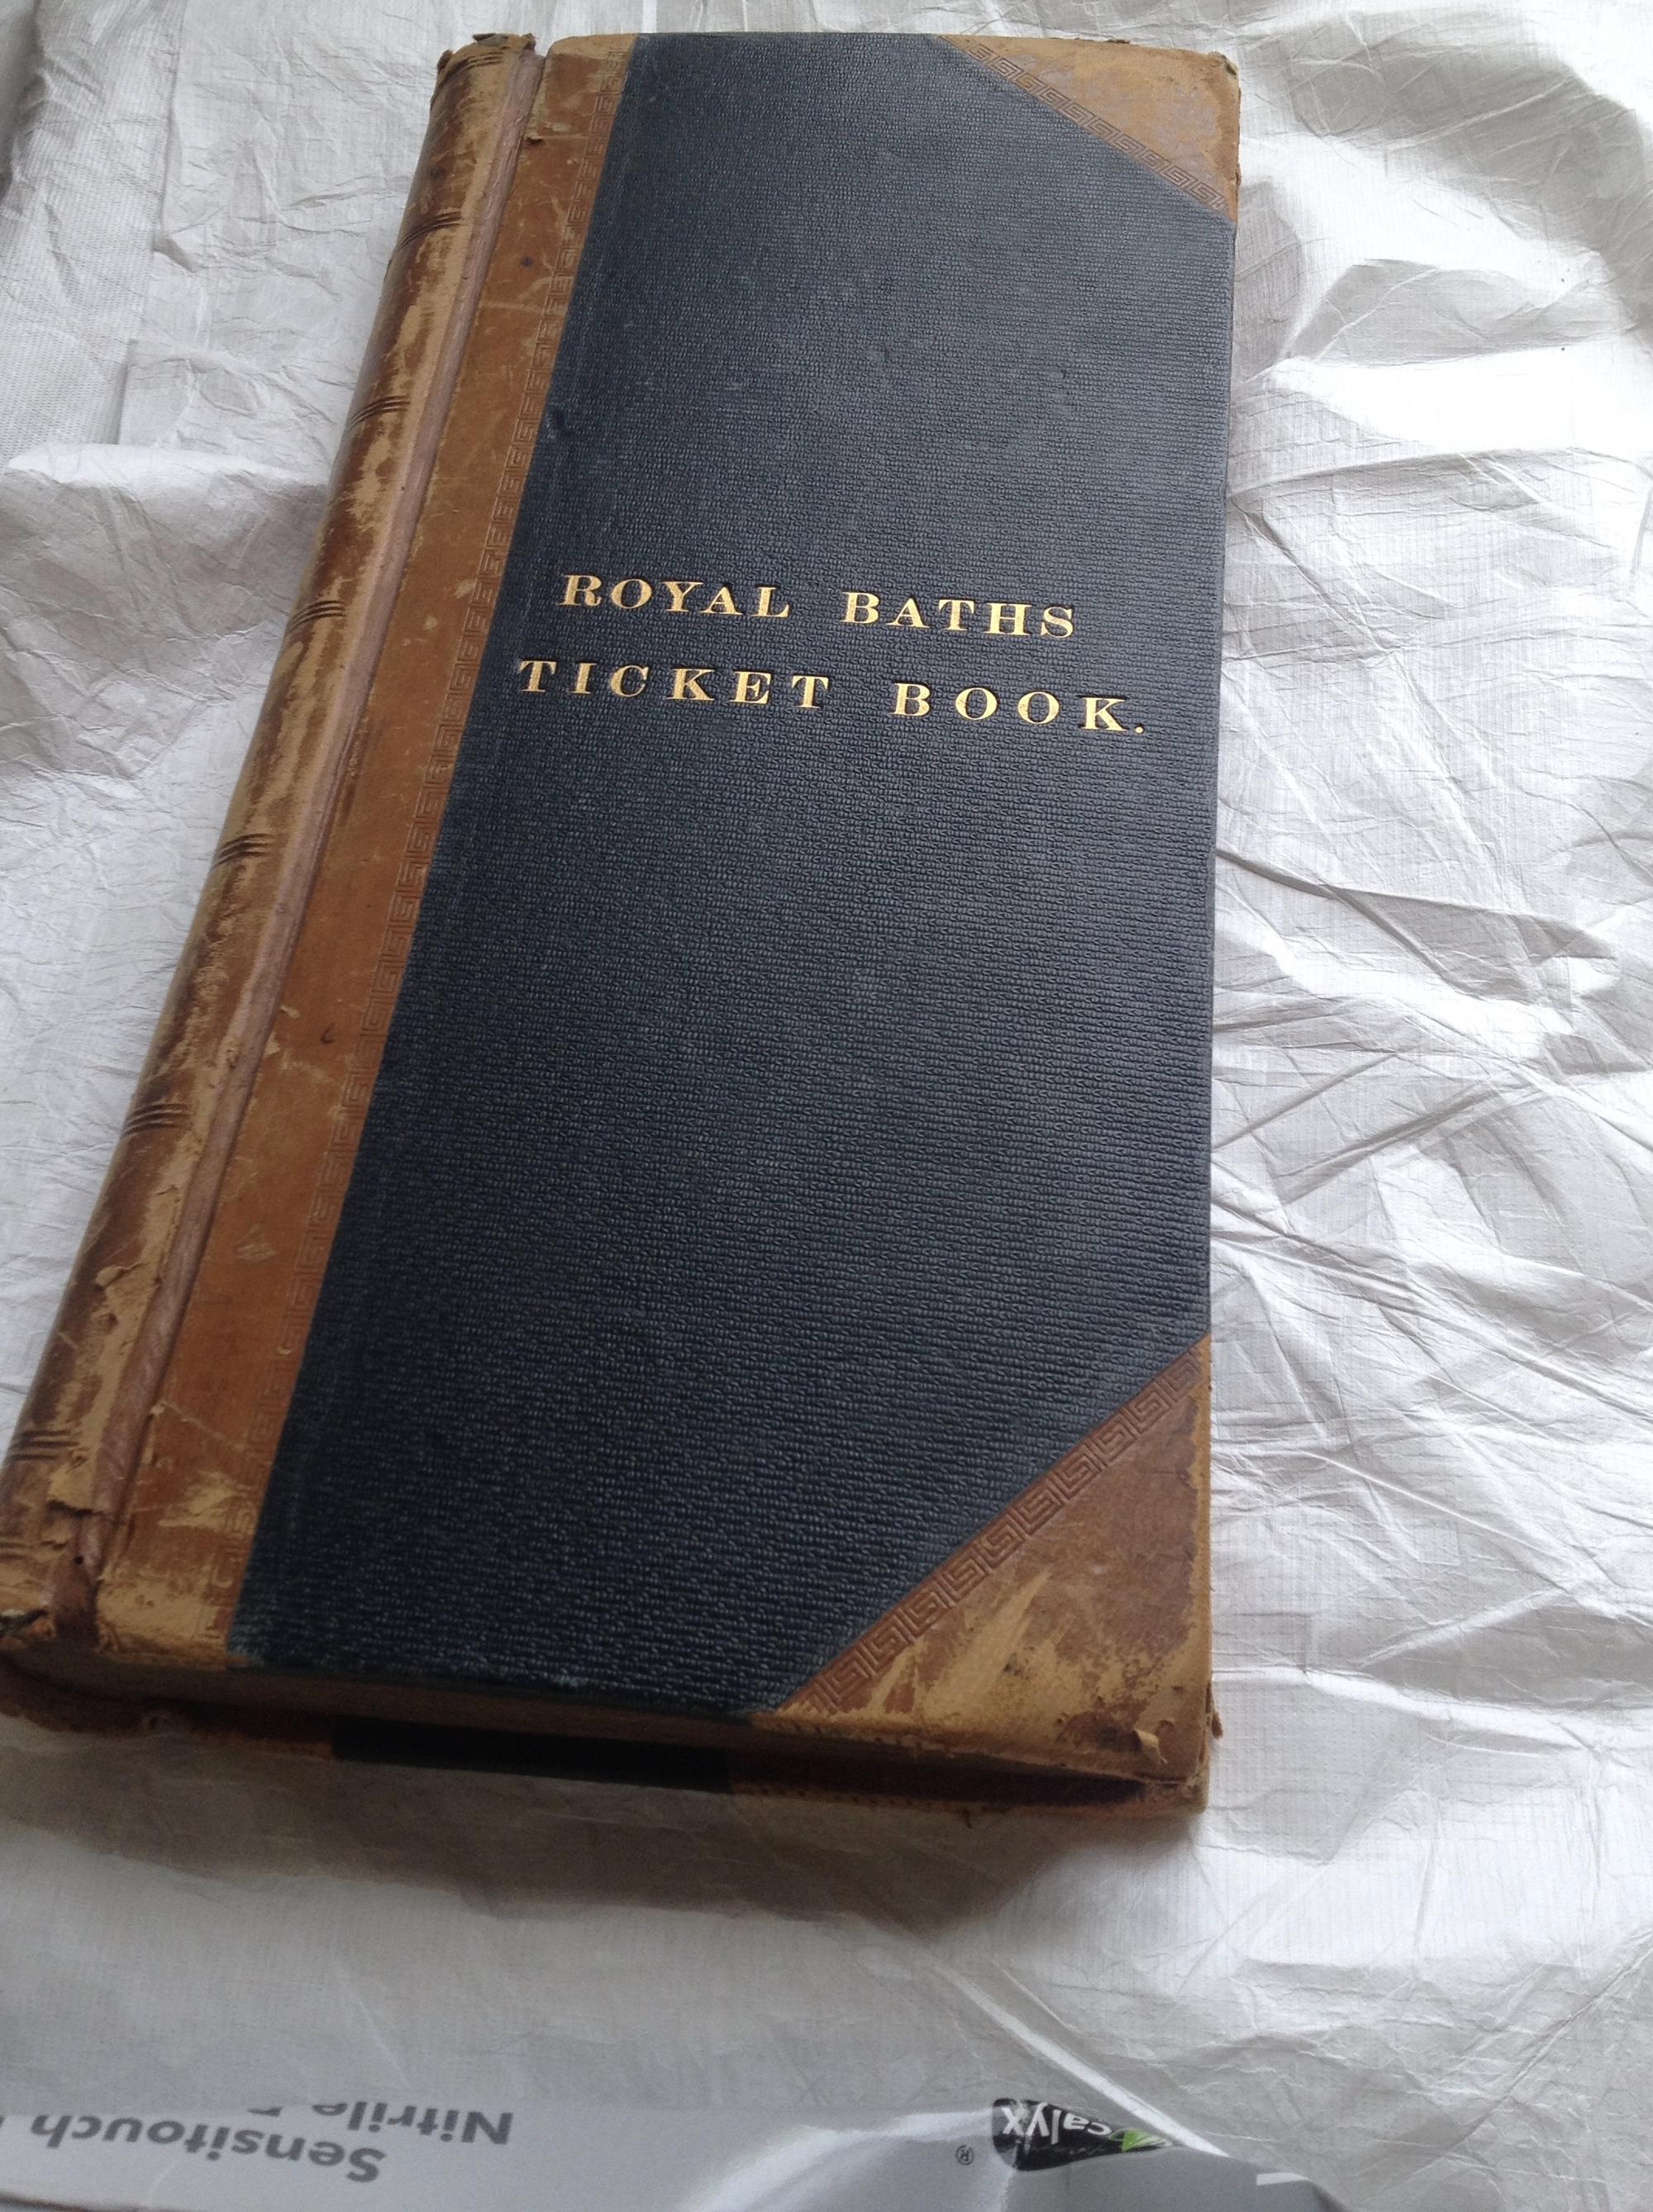 ROYAL BATHS
TICKET BOOK.
Sensitouch
Nitrile
calyx
®